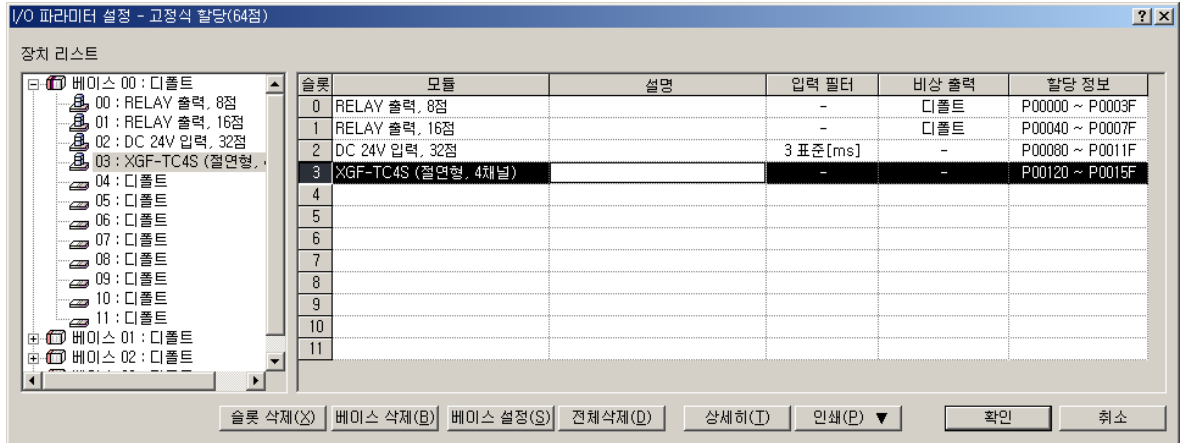 I/O 파라미터 설정 - 고정식 할당(64점)
장치 리스트
베이스 00 : 디폴트
00 : RELAY 출력, 8점
01 : RELAY 출력, 16점
02 : DC 24V 입력, 32점
03 : XGF-TC4S (절연형,
04 : 디폴트
05 : 디폴트
06 : 디폴트
07 : 디폴트
08 : 디폴트
09 : 디폴트
10 : 디폴트
11 : 디폴트
베이스 01 : 디폴트
베이스 02 : 디폴트
슬롯 모듈 설명 입력 필터 비상 출력 할당 정보
0 RELAY 출력, 8점 - 디폴트 P00000 ~ P0003F
1 RELAY 출력, 16점 - 디폴트 P00040 ~ P0007F
2 DC 24V 입력, 32점 3 표준[ms] - P00080 ~ P0011F
3 XGF-TC4S (절연형, 4채널) - - P00120 ~ P0015F
4
5
6
7
8
9
10
11
슬롯 삭제(X) 베이스 삭제(B) 베이스 설정(S) 전체삭제(D) 상세히(T) 인쇄(P) ▼ 확인 취소